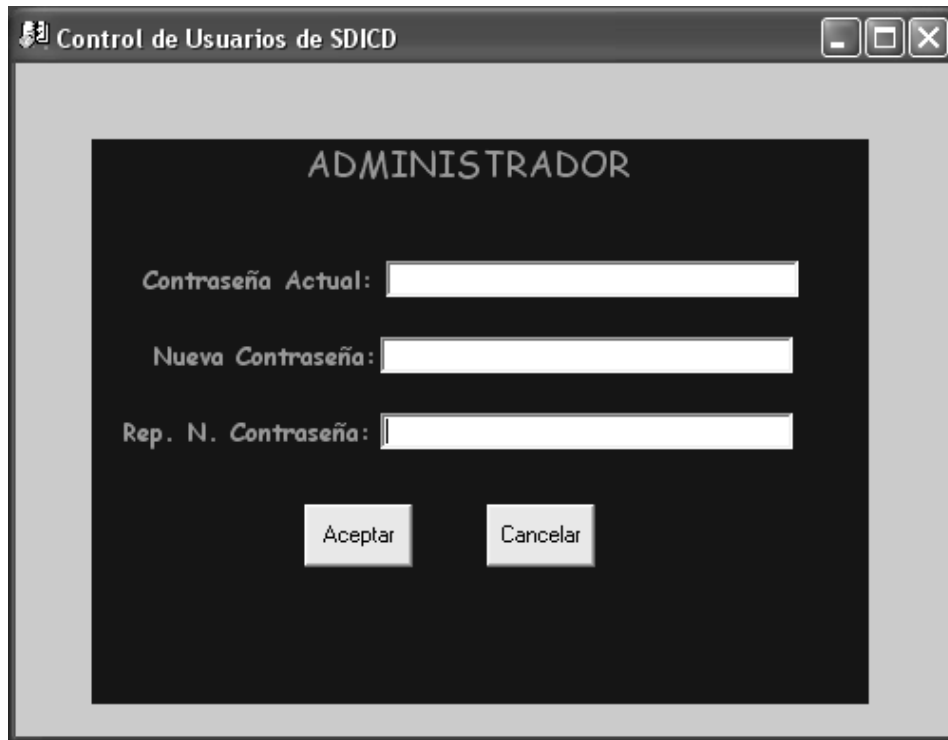 Control de Usuarios de SDICD
ADMINISTRADOR
Contraseña Actual:
Nueva Contraseña:
Rep. N. Contraseña:
Aceptar
Cancelar